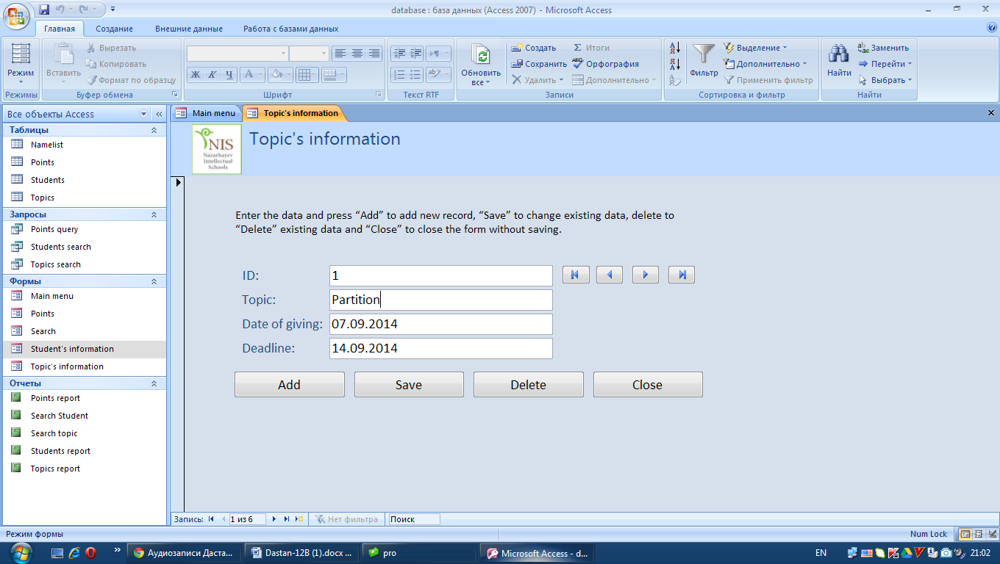 database : база данных (Access 2007) - Microsoft Access
Главная Создание Внешние данные Работа с базами данных
Режим
Режимы
Вставить
Вырезать
Копировать
Формат по образцу
Буфер обмена
Ж К Ч A
Шрифт
Текст RTF
Обновить
все
Создать
Сохранить
Удалить
Итоги
Орфография
Дополнительно
Записи
Фильтр
Выделение
Дополнительно
Применить фильтр
Сортировка и фильтр
Найти
Заменить
Перейти
Выбрать
Найти
Все объекты Access
Таблицы
Namelist
Points
Students
Topics
Запросы
Points query
Students search
Topics search
Формы
Main menu
Points
Search
Student's information
Topic's information
Отчеты
Points report
Search Student
Search topic
Students report
Topics report
Main menu Topic's information
NIS
Nazarbayev
Intellectual
Schools
Topic's information
Enter the data and press “Add” to add new record, “Save” to change existing data, delete to
“Delete” existing data and “Close” to close the form without saving.
ID: 1
Topic: Partition
Date of giving: 07.09.2014
Deadline: 14.09.2014
Add Save Delete Close
Запись: 1 из 6 Нет фильтра Поиск
Режим формы Num Lock
Аудиозаписи Даста... Dastan-12B (1).docx ... pro Microsoft Access - d... EN 21:02